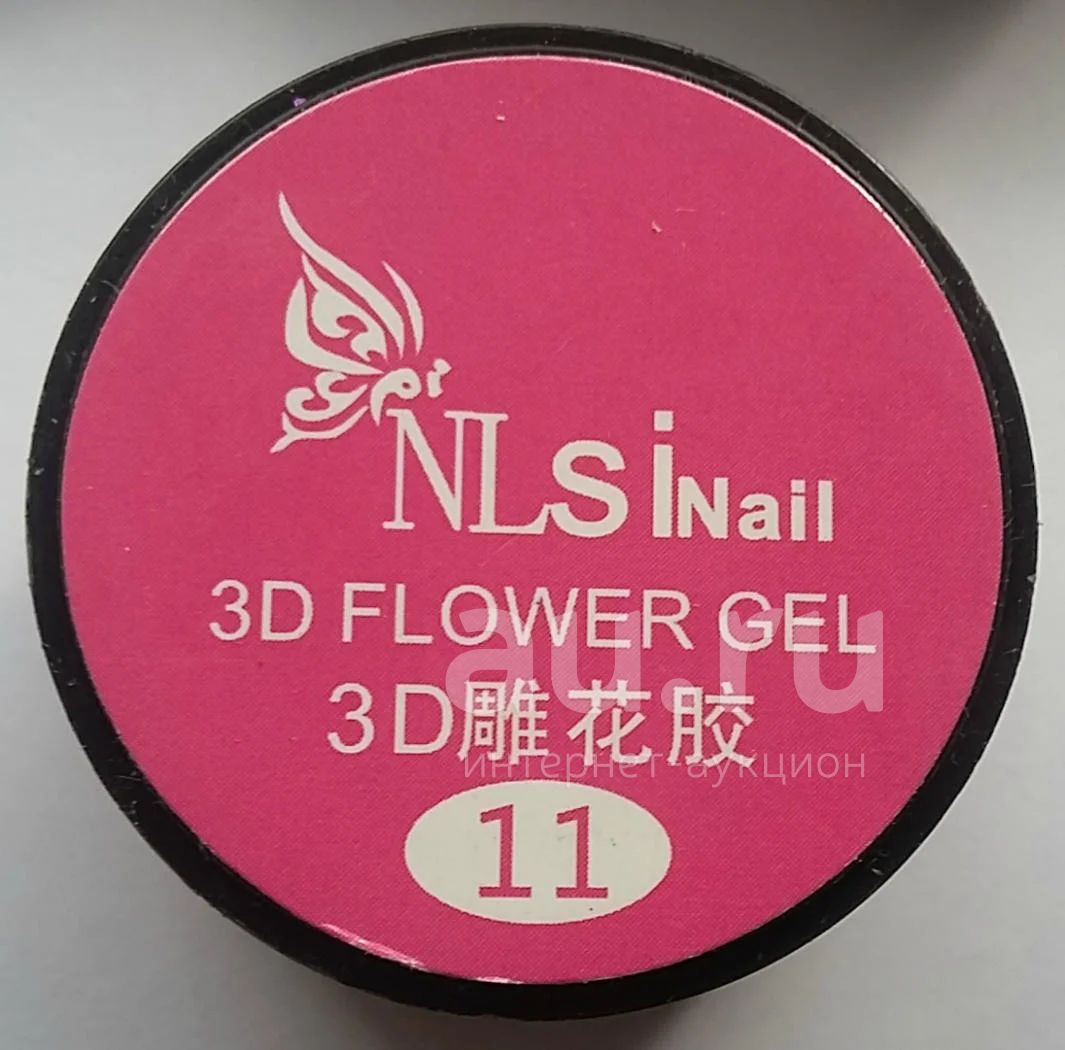 NLS iNail
3D FLOWER GEL
au.ru
3D雕花胶
интернет-аукцион
11